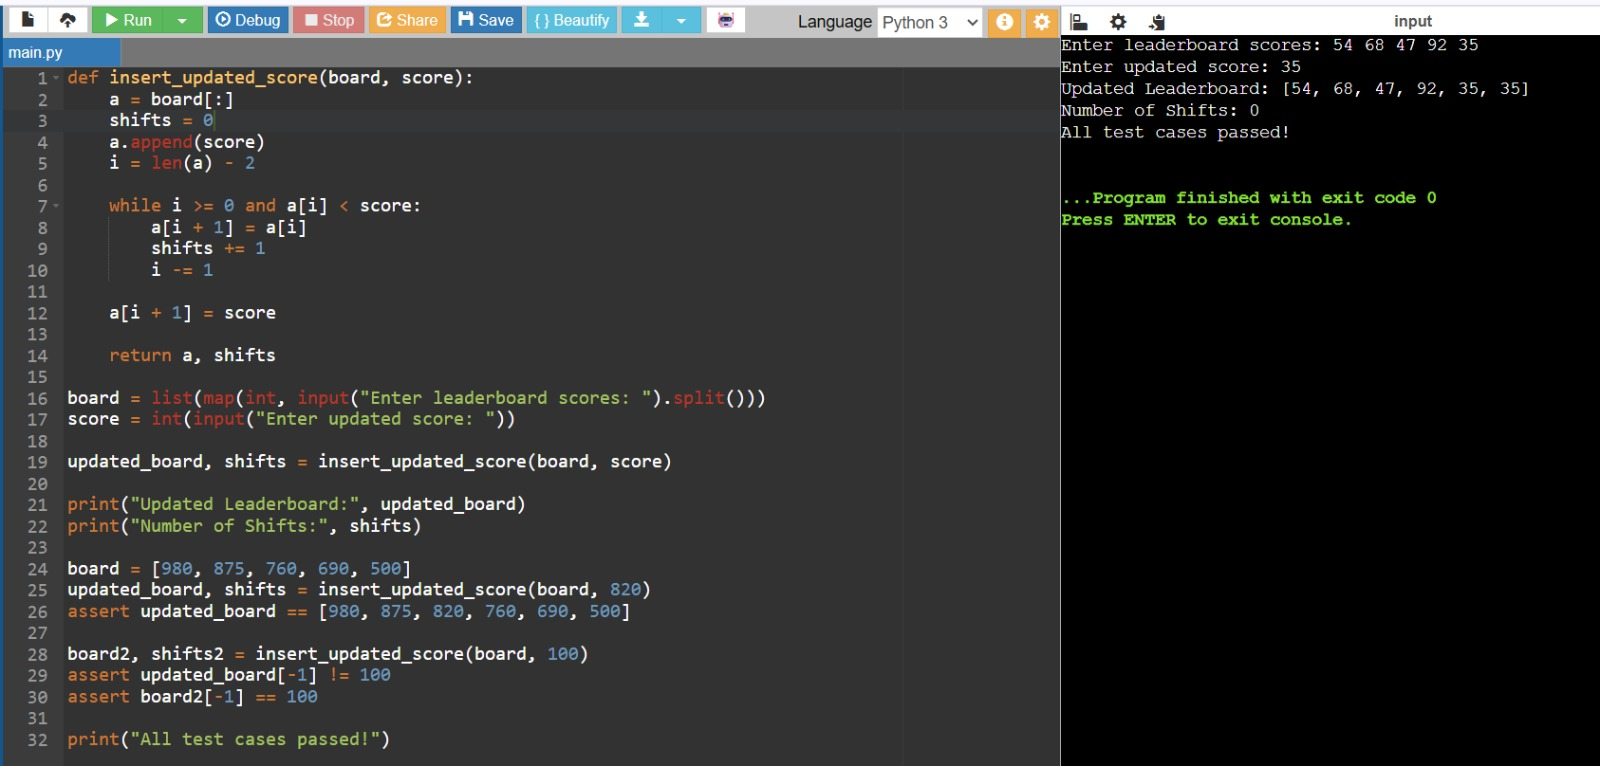 Run Debug Stop Share Save { } Beautify Language Python 3
main.py
1 def insert_updated_score(board, score):
2     a = board[:]
3     shifts = 0
4     a.append(score)
5     i = len(a) - 2
6
7     while i >= 0 and a[i] < score:
8         a[i + 1] = a[i]
9         shifts += 1
10         i -= 1
11
12     a[i + 1] = score
13
14     return a, shifts
15
16 board = list(map(int, input("Enter leaderboard scores: ").split()))
17 score = int(input("Enter updated score: "))
18
19 updated_board, shifts = insert_updated_score(board, score)
20
21 print("Updated Leaderboard:", updated_board)
22 print("Number of Shifts:", shifts)
23
24 board = [980, 875, 760, 690, 500]
25 updated_board, shifts = insert_updated_score(board, 820)
26 assert updated_board == [980, 875, 820, 760, 690, 500]
27
28 board2, shifts2 = insert_updated_score(board, 100)
29 assert updated_board[-1] != 100
30 assert board2[-1] == 100
31
32 print("All test cases passed!")
input
Enter leaderboard scores: 54 68 47 92 35
Enter updated score: 35
Updated Leaderboard: [54, 68, 47, 92, 35, 35]
Number of Shifts: 0
All test cases passed!
...Program finished with exit code 0
Press ENTER to exit console.